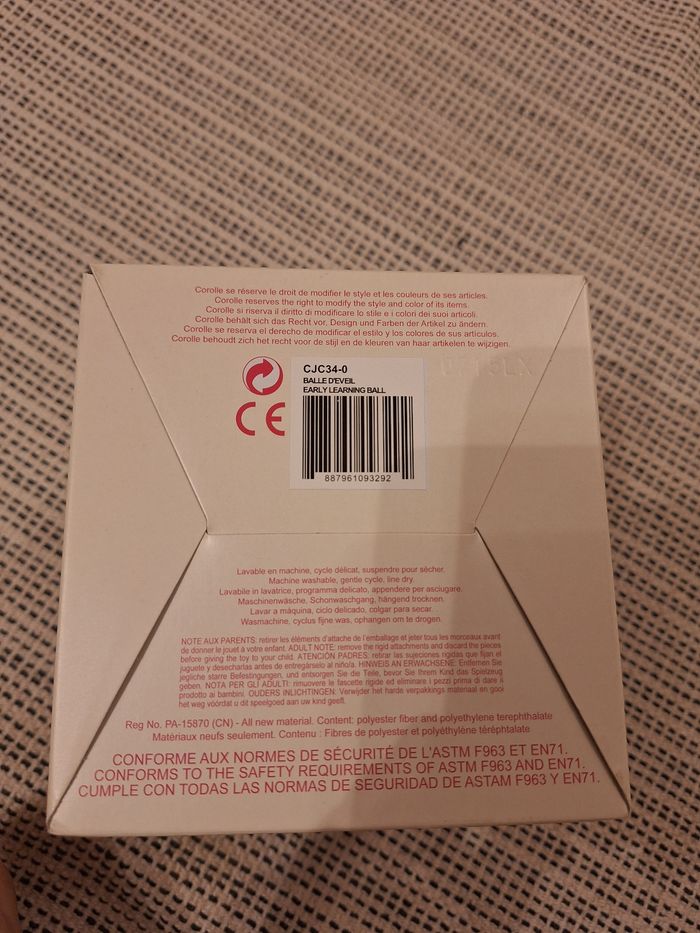 Corolle se réserve le droit de modifier le style et les couleurs de ses articles.
Corolle reserves the right to modify the style and color of its items.
Corolle si riserva il diritto di modificare lo stile e i colori dei suoi articoli.
Corolle behält sich das Recht vor, Design und Farben der Artikel zu ändern.
Corolle se reserva el derecho de modificar el estilo y los colores de sus artículos.
Corolle behoudt zich het recht voor de stijl en de kleuren van haar artikelen te wijzigen.
CJC34-0
BALLE D'EVEIL
EARLY LEARNING BALL
CE
887961093292
Lavable en machine, cycle délicat, suspendre pour sécher.
Machine washable, gentle cycle, line dry.
Lavabile in lavatrice, programma delicato, appendere per asciugare.
Maschinenwäsche, Schonwaschgang, hängend trocknen.
Lavar a máquina, ciclo delicado, colgar para secar.
Wasmachine, cyclus fijne was, ophangen om te drogen.
NOTE AUX PARENTS: retirer les éléments d'attache de l'emballage et jeter tous les morceaux avant
de donner le jouet à votre enfant. ADULT NOTE: remove the rigid attachments and discard the pieces
before giving the toy to your child. ATENCIÓN PADRES: retirar las sujeciones rigidas que fijan el
juguete y desecharlas antes de entregárselo al niño/a. HINWEIS AN ERWACHSENE: Entfernen Sie
jegliche starre Befestingungen, und entsorgen Sie die Teile, bevor Sie Ihrem Kind das Spielzeug
geben. NOTA PER GLI ADULTI: rimuovere le fascette rigide ed eliminare i pezzi prima di dare il
prodotto ai bambini. OUDERS INLICHTINGEN: Verwijder het harde verpakkings materiaal en gooi
het weg vóórdat u dit speelgoed aan uw kind geeft.
Reg No. PA-15870 (CN) - All new material. Content: polyester fiber and polyethylene terephthalate
Matériaux neufs seulement. Contenu : Fibres de polyester et polyéthylène téréphtalate
CONFORME AUX NORMES DE SÉCURITÉ DE L'ASTM F963 ET EN71.
CONFORMS TO THE SAFETY REQUIREMENTS OF ASTM F963 AND EN71.
CUMPLE CON TODAS LAS NORMAS DE SEGURIDAD DE ASTAM F963 Y EN71.